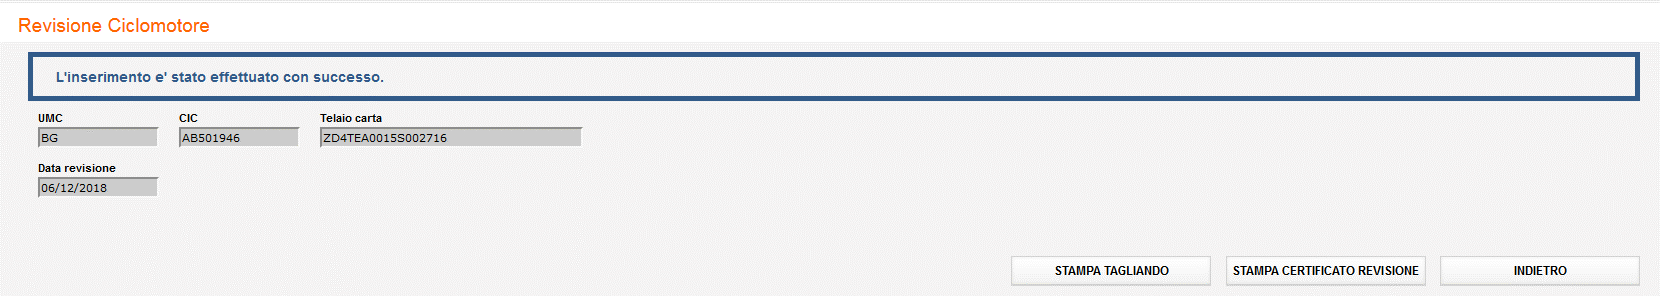 Revisione Ciclomotore
L'inserimento e' stato effettuato con successo.
UMC CIC Telaio carta
BG AB501946 ZD4TEA0015S002716
Data revisione
06/12/2018
STAMPA TAGLIANDO STAMPA CERTIFICATO REVISIONE INDIETRO